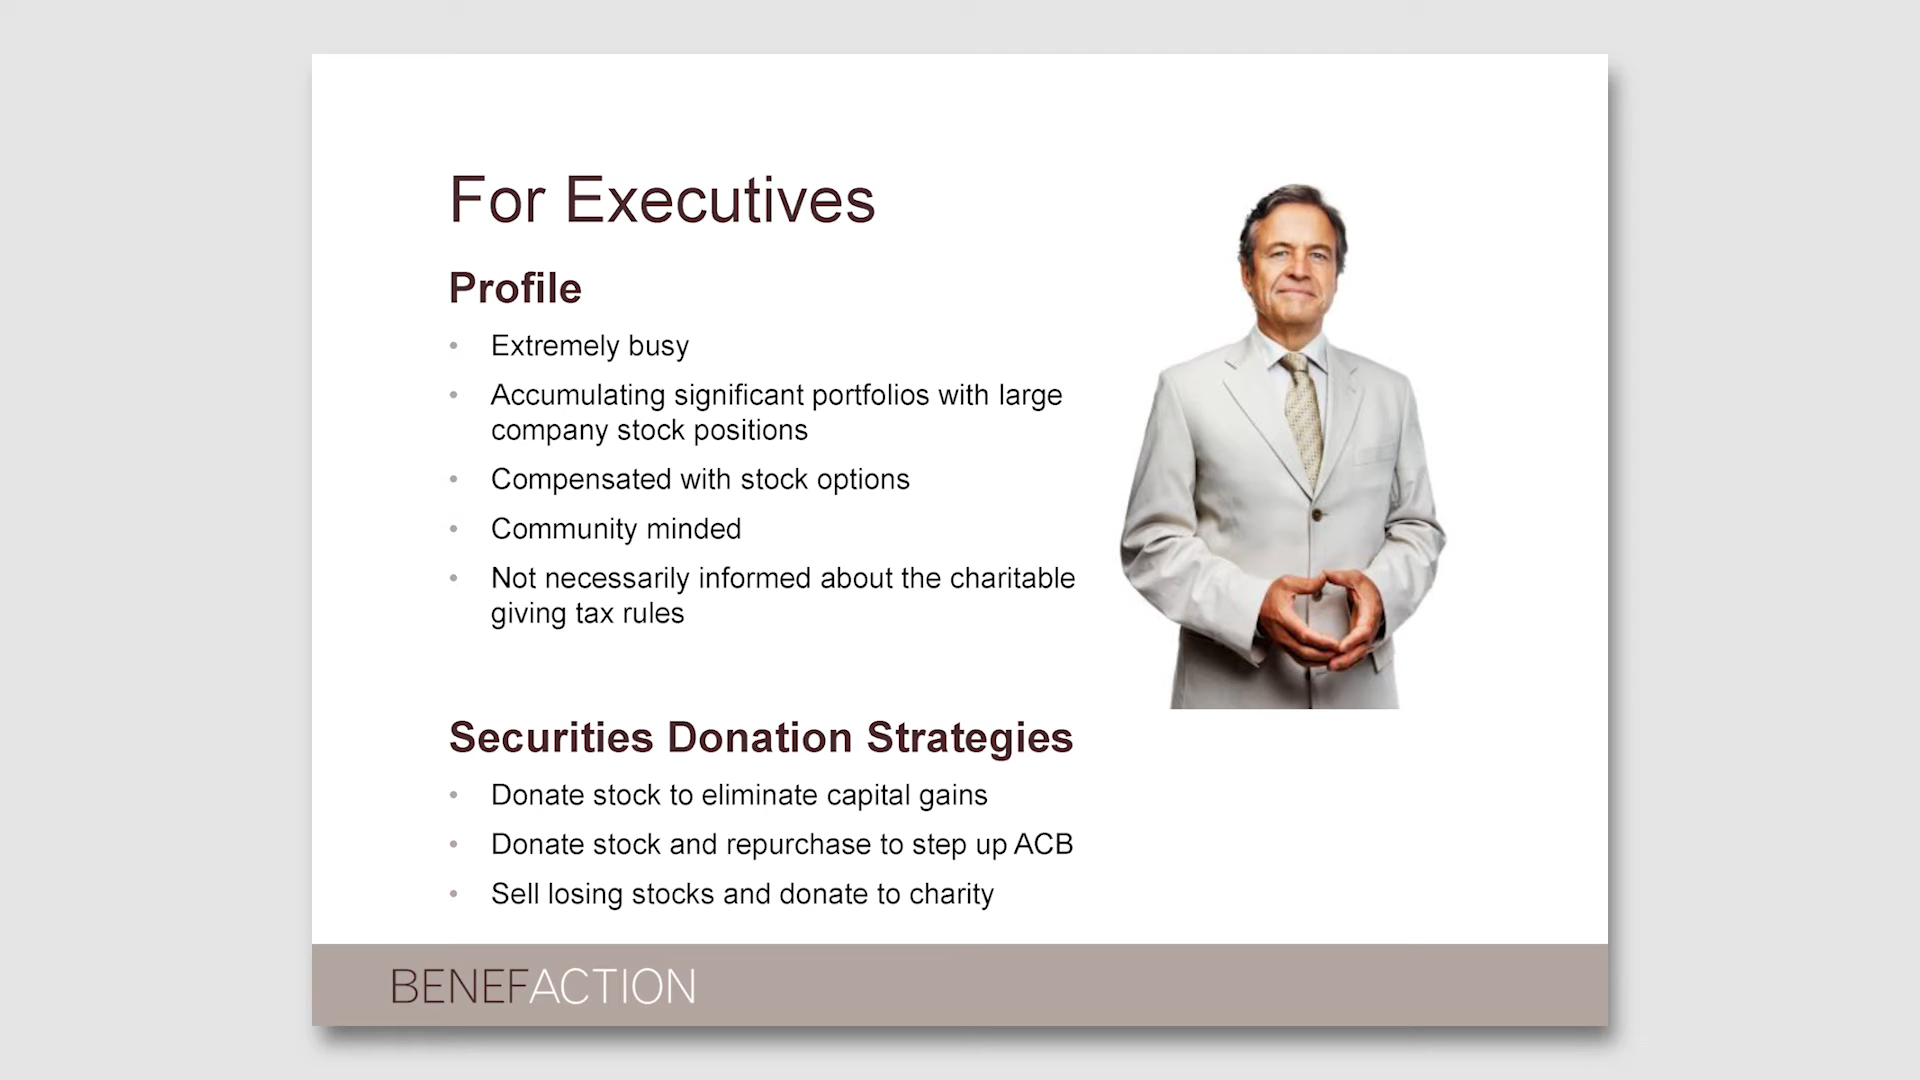 For Executives
Profile
• Extremely busy
• Accumulating significant portfolios with large
company stock positions
• Compensated with stock options
• Community minded
• Not necessarily informed about the charitable
giving tax rules
Securities Donation Strategies
• Donate stock to eliminate capital gains
• Donate stock and repurchase to step up ACB
• Sell losing stocks and donate to charity
BENEFACTION